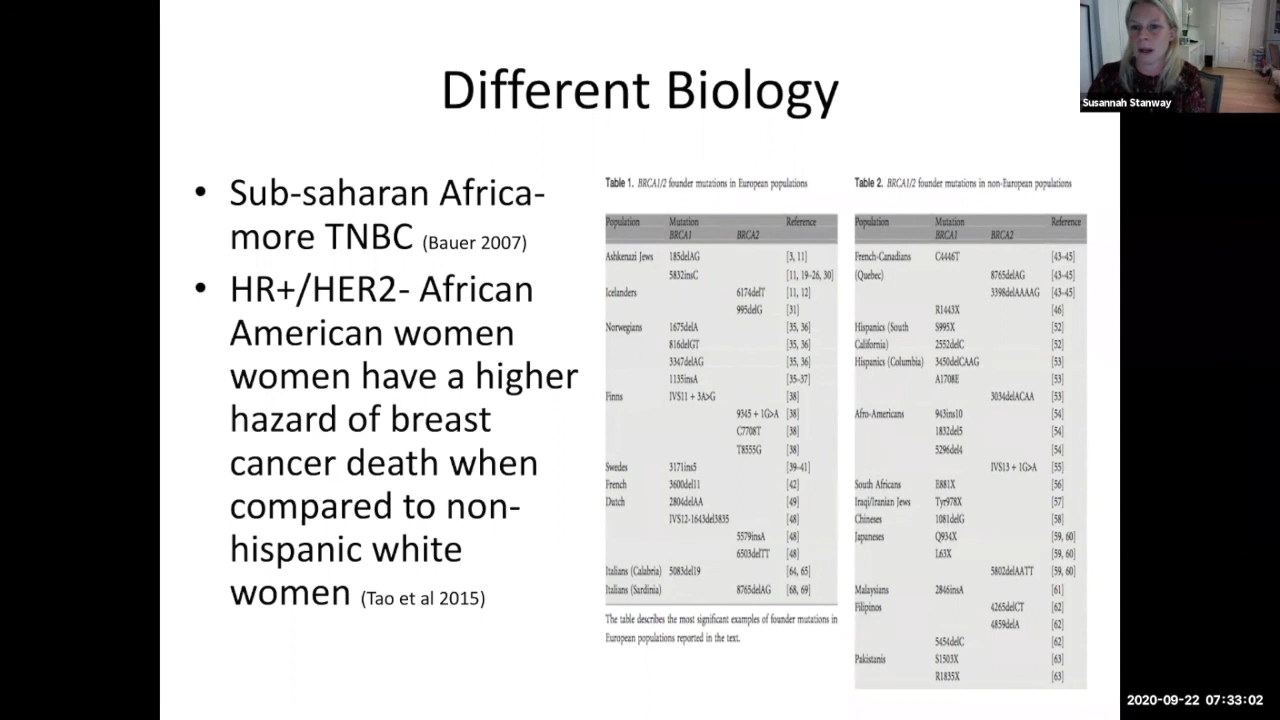 Different Biology
Susannah Stanway
• Sub-saharan Africa-
more TNBC (Bauer 2007)
• HR+/HER2- African
American women
women have a higher
hazard of breast
cancer death when
compared to non-
hispanic white
women (Tao et al 2015)
Table 1. BRCA1/2 founder mutations in European populations
Population Mutation Reference
BRCA1 BRCA2
Ashkenazi Jews 185delAG [3, 11]
5832insC [11, 19–26, 30]
Icelanders 6174delT [11, 12]
995delG [31]
Norwegians 1675delA [35, 36]
816delGT [35, 36]
3347delAG [35, 36]
1135insA [35–37]
Finns IVS11 + 3A>G [38]
9345 + 1G>A [38]
C7708T [38]
T8555G [38]
Swedes 3171ins5 [39–41]
French 3600del11 [42]
Dutch 2804delAA [49]
IVS12-1643del3835 [48]
5579insA [48]
6503delTT [48]
Italians (Calabria) 5083del19 [64, 65]
Italians (Sardinia) 8765delAG [68, 69]
The table describes the most significant examples of founder mutations in
European populations reported in the text.
Table 2. BRCA1/2 founder mutations in non-European populations
Population Mutation Reference
BRCA1 BRCA2
French-Canadians C4446T [43–45]
(Quebec) 8765delAG [43–45]
3398delAAAAG [43–45]
R1443X [46]
Hispanics (South S995X [52]
California) 2552delC [52]
Hispanics (Columbia) 3450delCAAG [53]
A1708E [53]
3034delACAA [53]
Afro-Americans 943ins10 [54]
1832del5 [54]
5296del4 [54]
IVS13 + 1G>A [55]
South Africans E881X [56]
Iraqi/Iranian Jews Tyr978X [57]
Chineses 1081delG [58]
Japaneses Q934X [59, 60]
L63X [59, 60]
5802delAATT [59, 60]
Malaysians 2846insA [61]
Filipinos 4265delCT [62]
4859delA [62]
5454delC [62]
Pakistanis S1503X [63]
R1835X [63]
2020-09-22 07:33:02